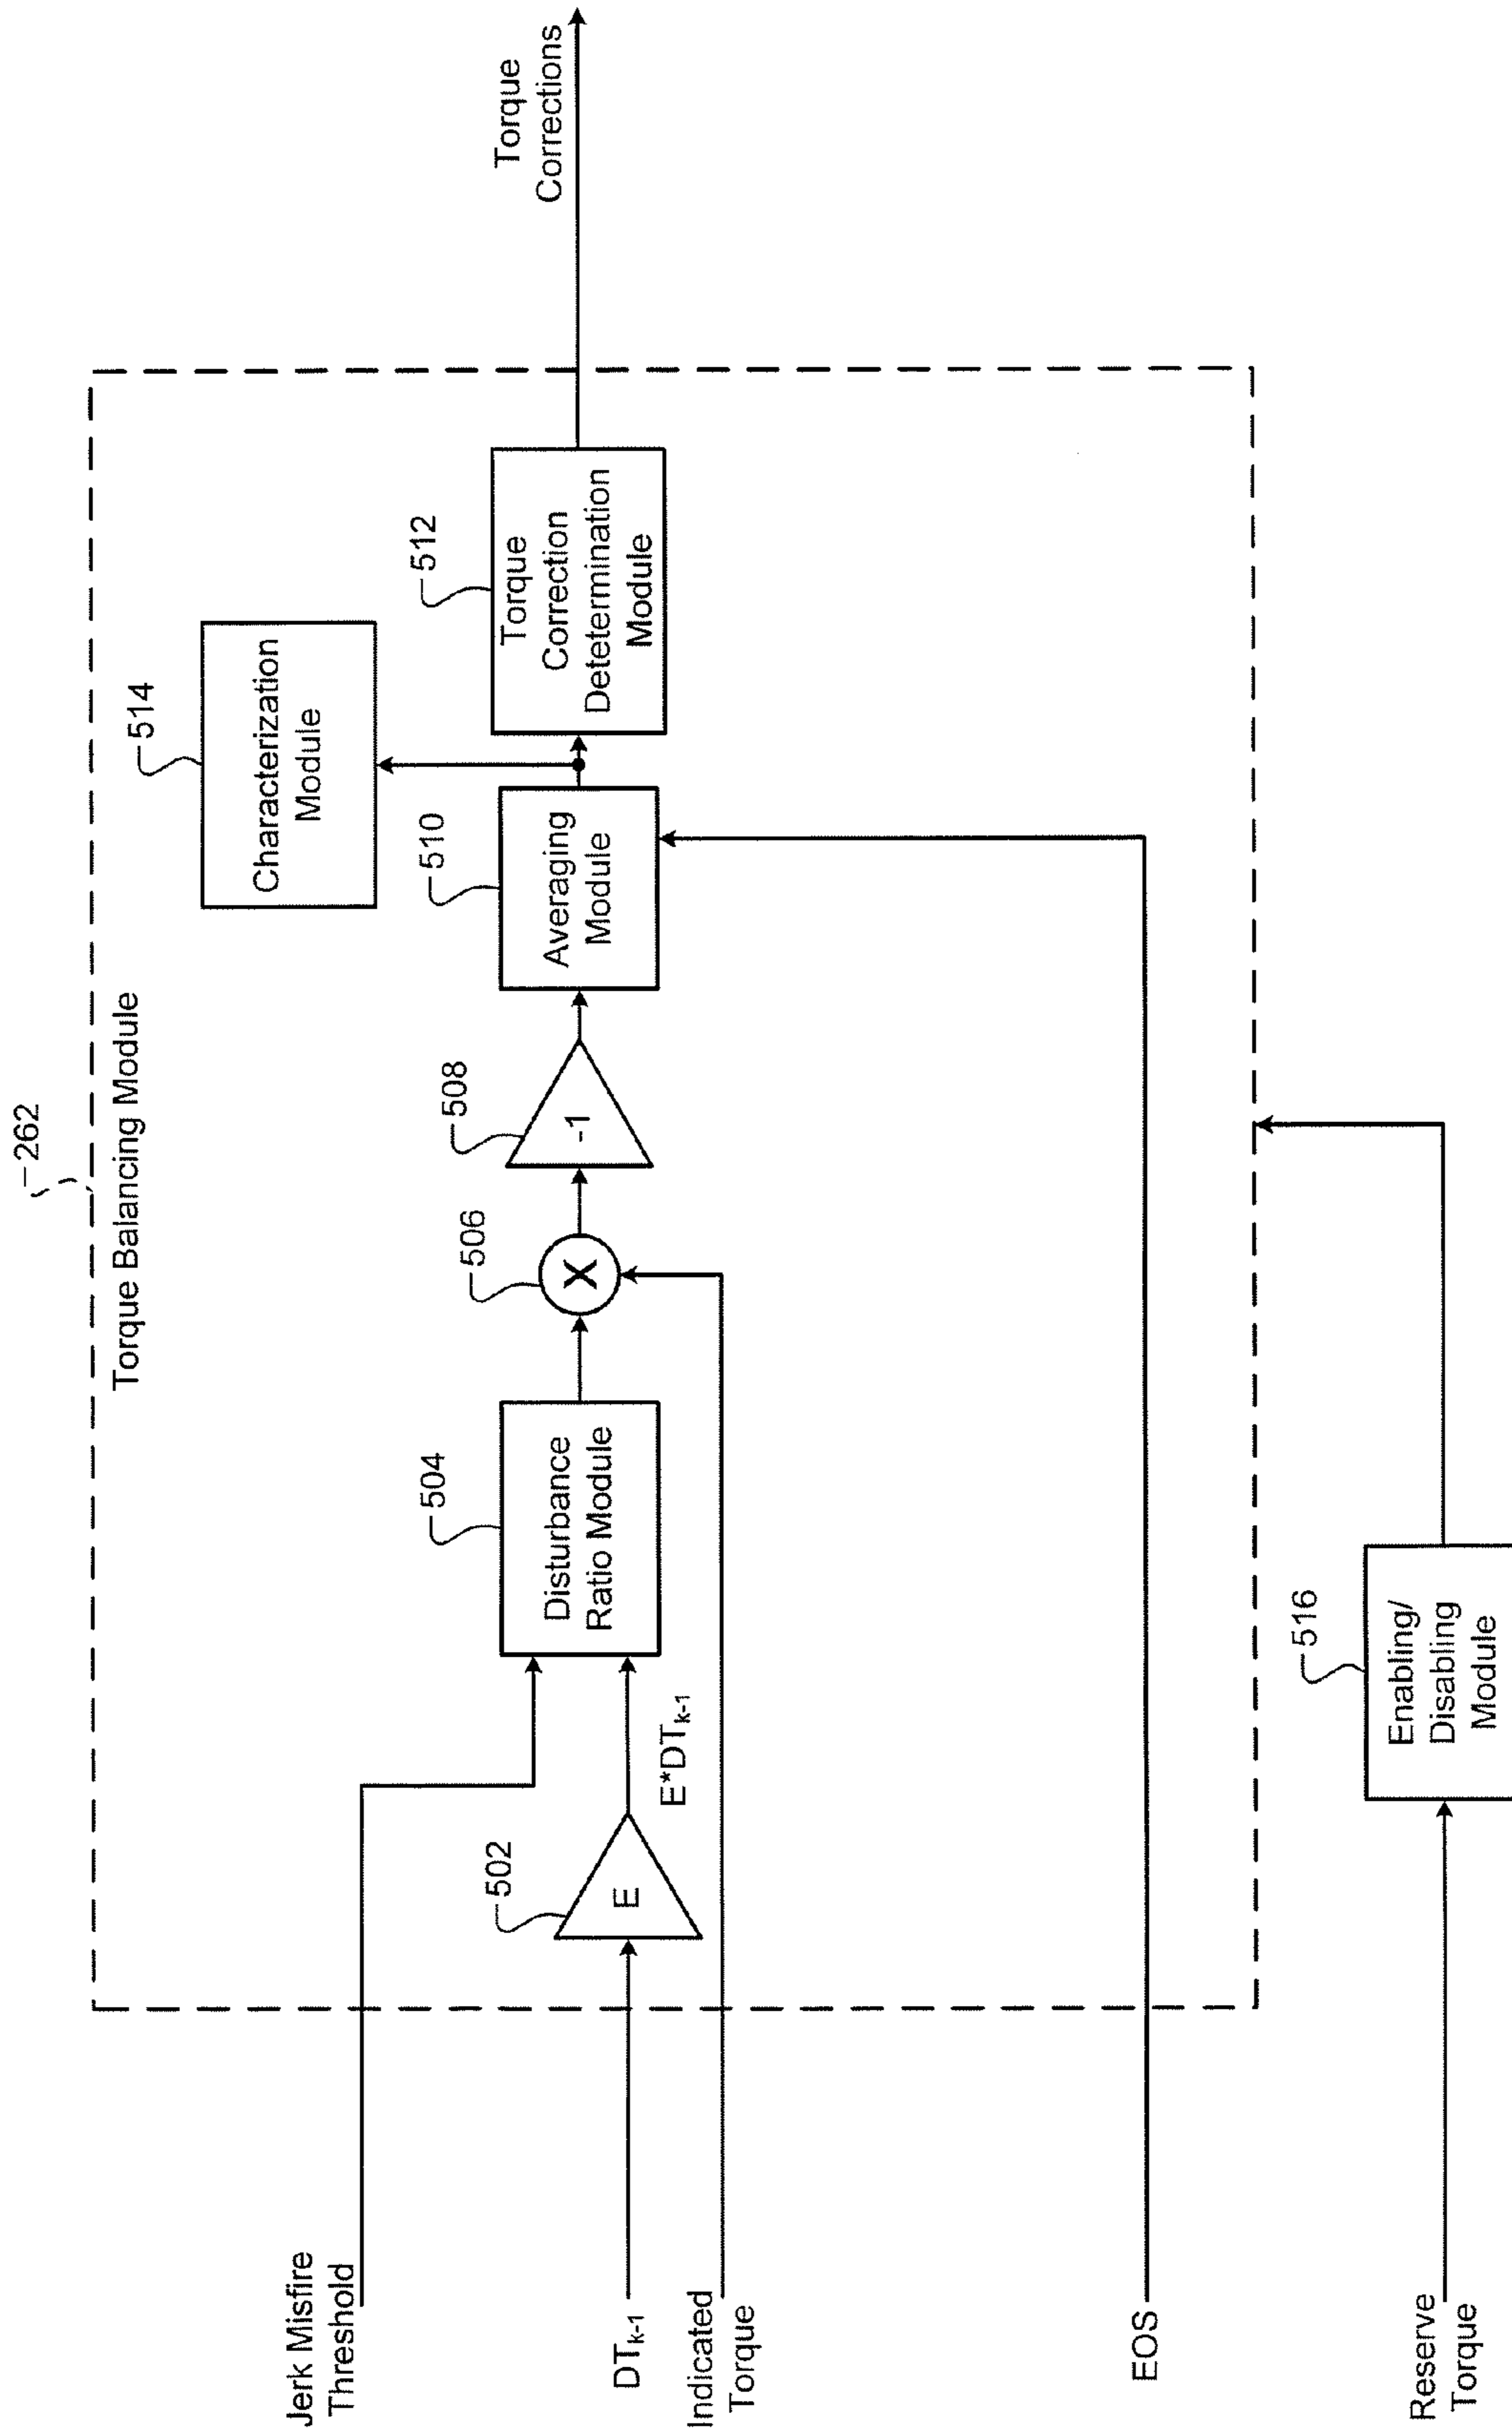 262
Torque Balancing Module
Jerk Misfire
Threshold
DT_{k-1}
Indicated
Torque
EOS
Reserve
Torque
502
E
E*DT_{k-1}
504
Disturbance
Ratio Module
506
X
508
-1
510
Averaging
Module
514
Characterization
Module
512
Torque
Correction
Detetermination
Module
Torque
Corrections
516
Enabling/
Disabling
Module